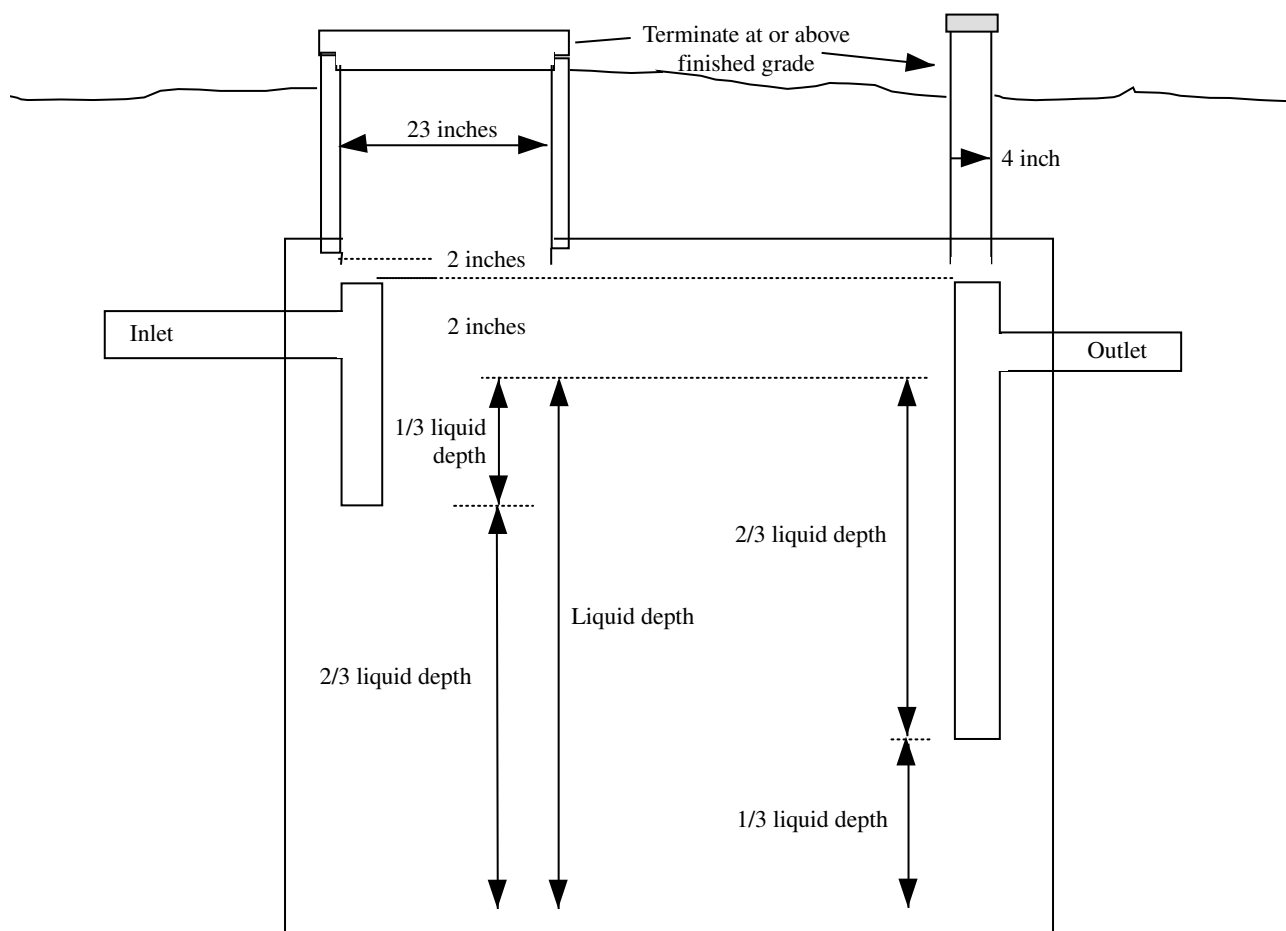 Terminate at or above
finished grade
23 inches
4 inch
2 inches
Inlet
2 inches
Outlet
1/3 liquid
depth
2/3 liquid depth
Liquid depth
2/3 liquid depth
1/3 liquid depth